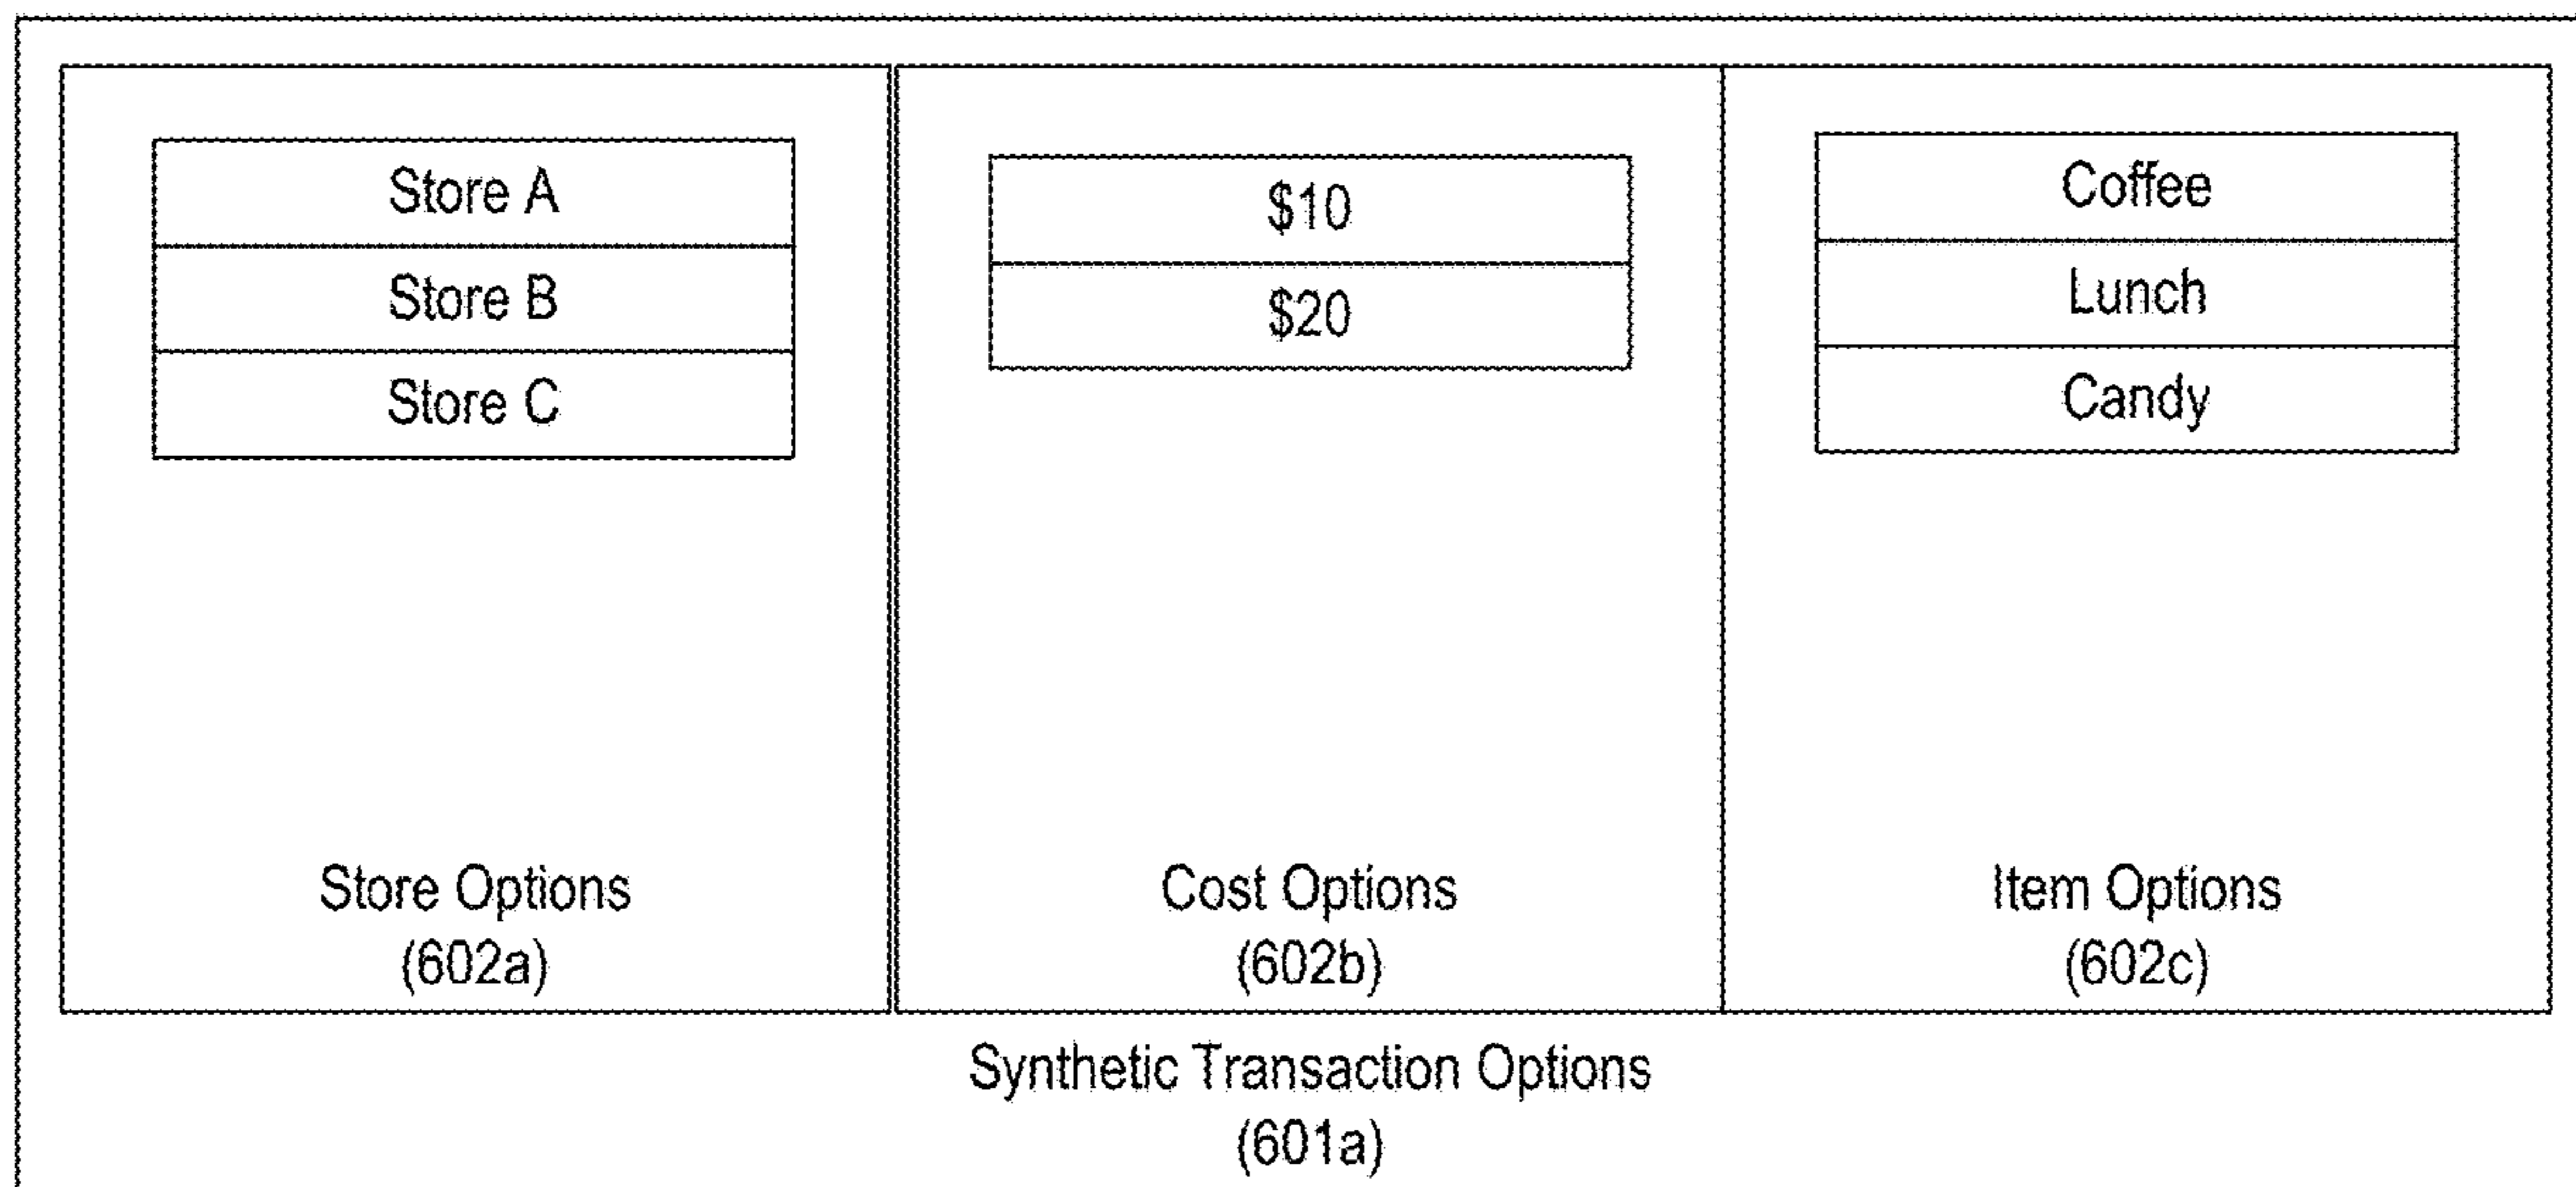 Store A
Store B
Store C
Store Options
(602a)
$10
$20
Cost Options
(602b)
Coffee
Lunch
Candy
Item Options
(602c)
Synthetic Transaction Options
(601a)